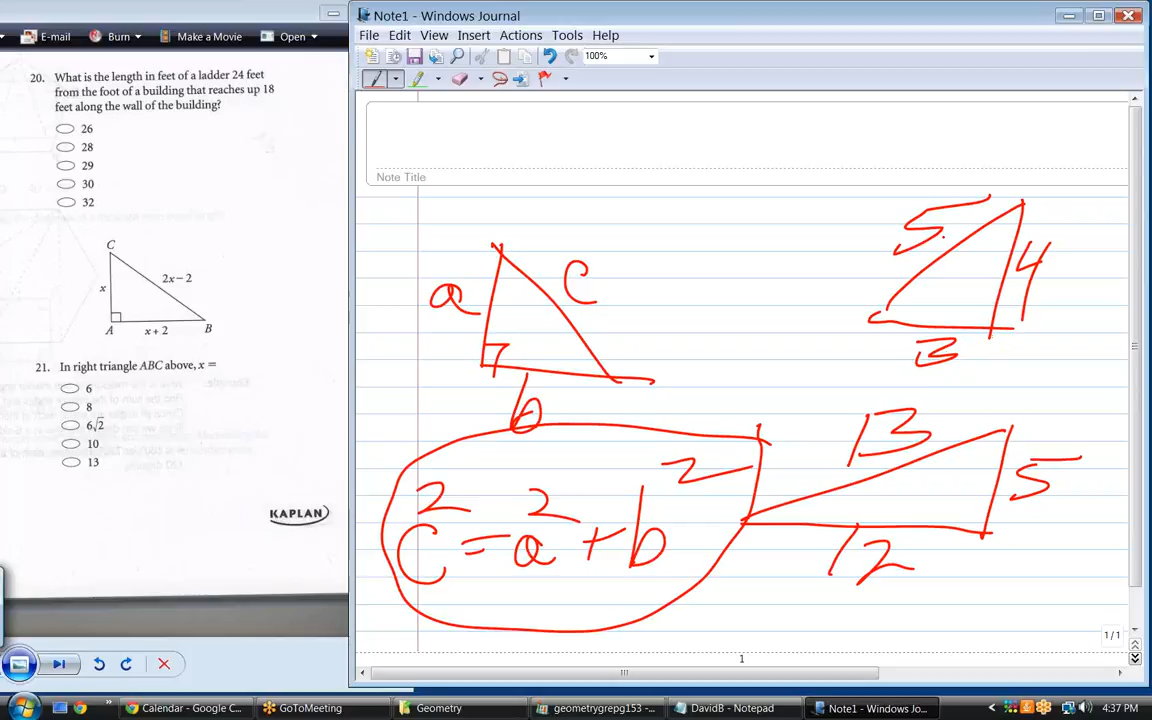 E-mail
Burn
Make a Movie
Open
20. What is the length in feet of a ladder 24 feet
from the foot of a building that reaches up 18
feet along the wall of the building?
26
28
29
30
32
C
x
2x – 2
A
x + 2
B
21. In right triangle ABC above, x =
6
8
6√2
10
13
KAPLAN
Note1 - Windows Journal
File Edit View Insert Actions Tools Help
100%
Note Title
a
C
b
5
4
3
C² = a² + b²
13
5
12
1/1
1
Calendar - Google C...
GoToMeeting
Geometry
geometrygrepg153 -...
DavidB - Notepad
Note1 - Windows Jo...
4:37 PM